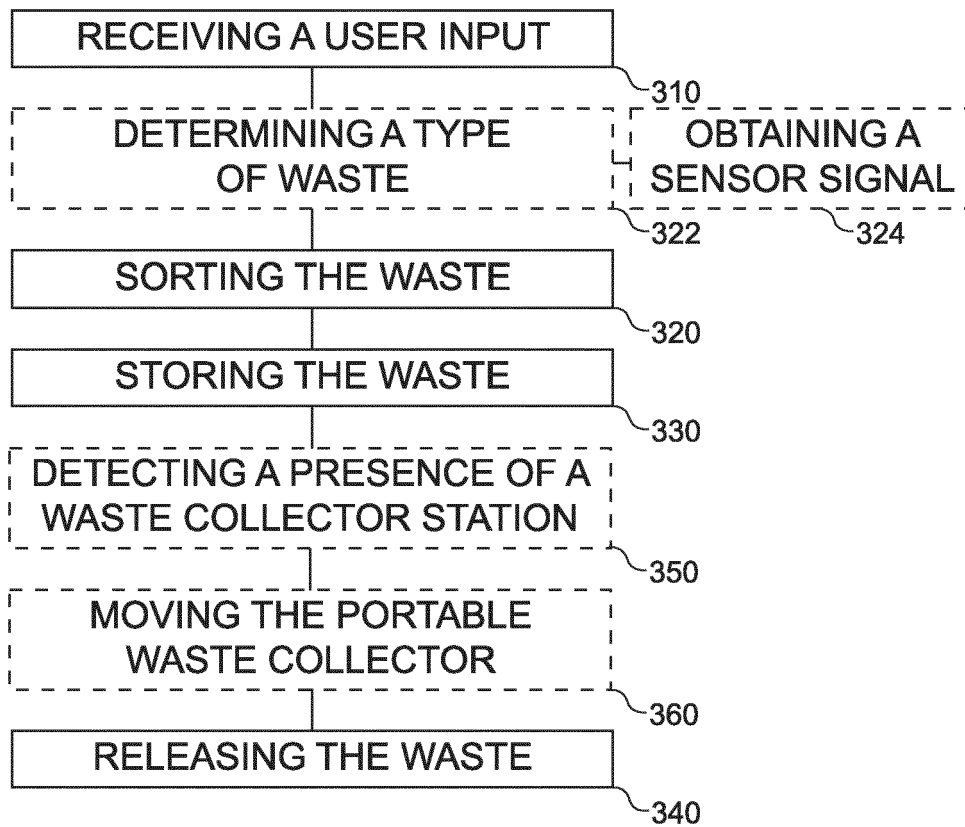 RECEIVING A USER INPUT
310
DETERMINING A TYPE
OF WASTE
322
OBTAINING A
SENSOR SIGNAL
324
SORTING THE WASTE
320
STORING THE WASTE
330
DETECTING A PRESENCE OF A
WASTE COLLECTOR STATION
350
MOVING THE PORTABLE
WASTE COLLECTOR
360
RELEASING THE WASTE
340